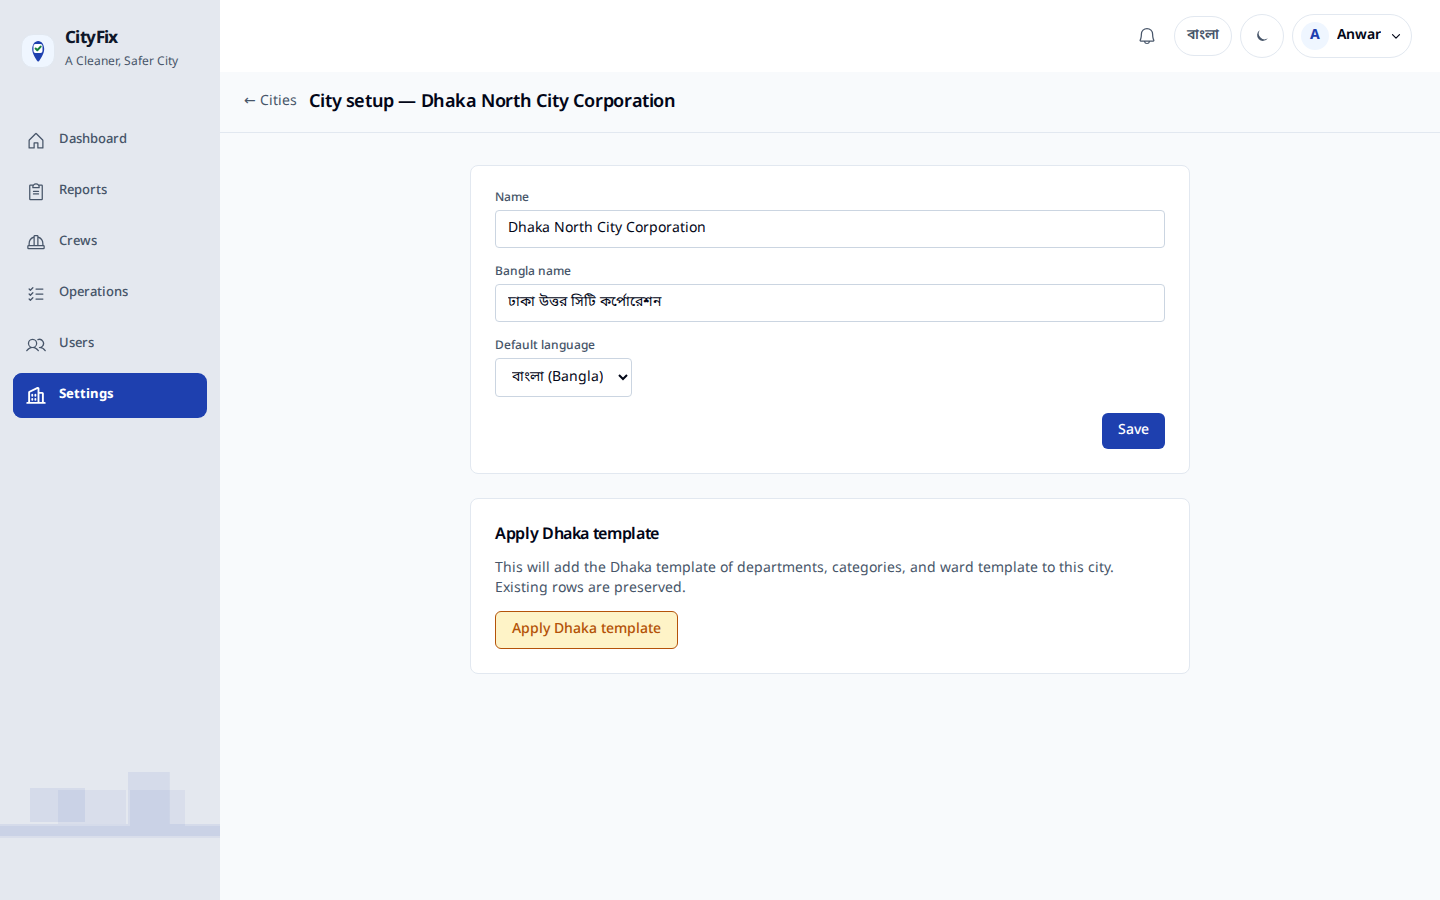 CityFix
A Cleaner, Safer City
বাংলা
A Anwar
← Cities City setup — Dhaka North City Corporation
Dashboard
Reports
Crews
Operations
Users
Settings
Name
Dhaka North City Corporation
Bangla name
ঢাকা উত্তর সিটি কর্পোরেশন
Default language
বাংলা (Bangla)
Save
Apply Dhaka template
This will add the Dhaka template of departments, categories, and ward template to this city.
Existing rows are preserved.
Apply Dhaka template